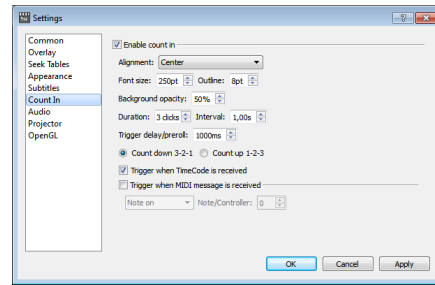 Settings
Common
Overlay
Seek Tables
Appearance
Subtitles
Count In
Audio
Projector
OpenGL
Enable count in
Alignment: Center
Font size: 250pt Outline: 8pt
Background opacity: 50%
Duration: 3 clicks Interval: 1,00s
Trigger delay/preroll: 1000ms
Count down 3-2-1 Count up 1-2-3
Trigger when TimeCode is received
Trigger when MIDI message is received
Note on Note/Controller: 0
OK Cancel Apply